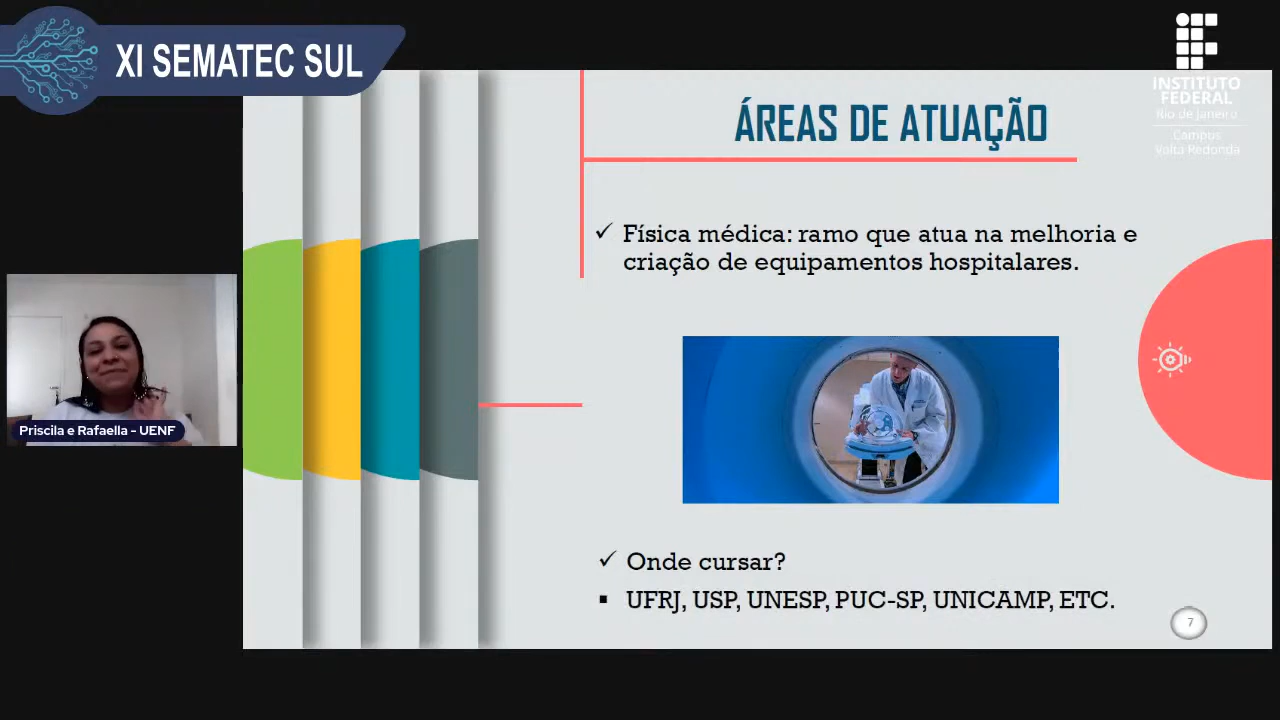 XI SEMATEC SUL
INSTITUTO
FEDERAL
Rio de Janeiro
Campus
Volta Redonda
ÁREAS DE ATUAÇÃO
✓ Física médica: ramo que atua na melhoria e
criação de equipamentos hospitalares.
Priscila e Rafaella - UENF
✓ Onde cursar?
▪ UFRJ, USP, UNESP, PUC-SP, UNICAMP, ETC.
7